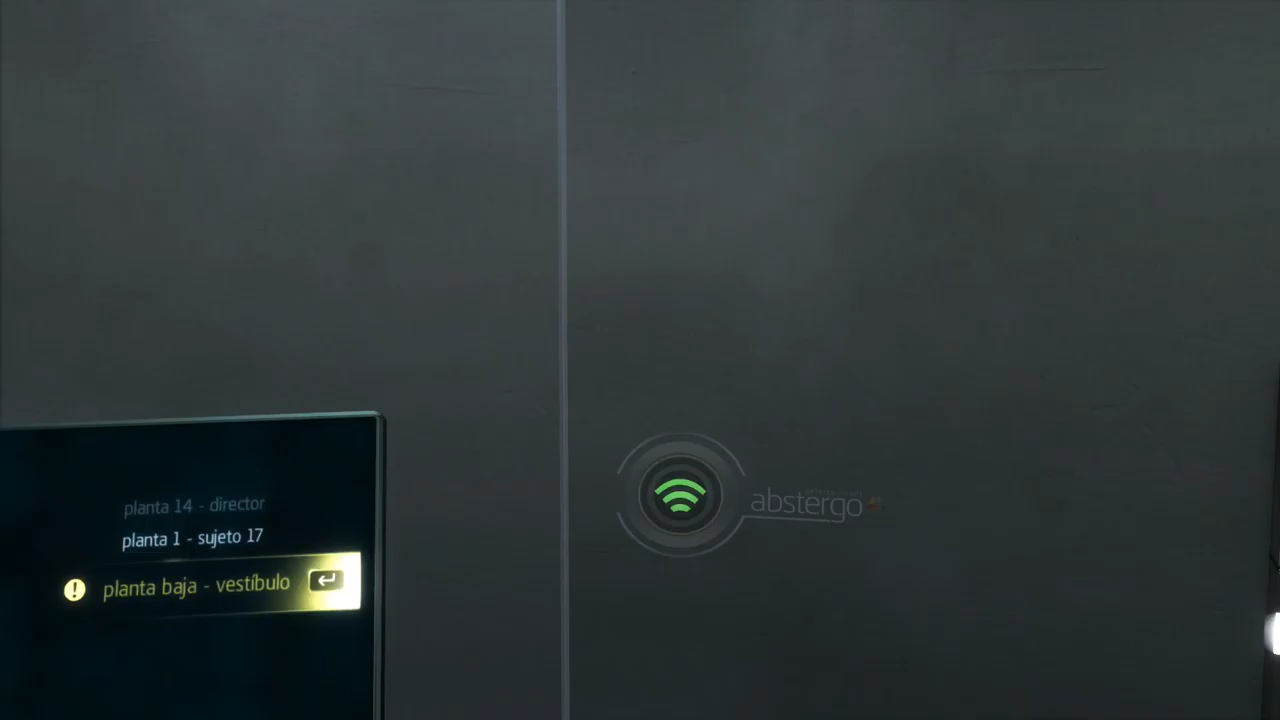 planta 14 - director
planta 1 - sujeto 17
planta baja - vestíbulo
abstergo